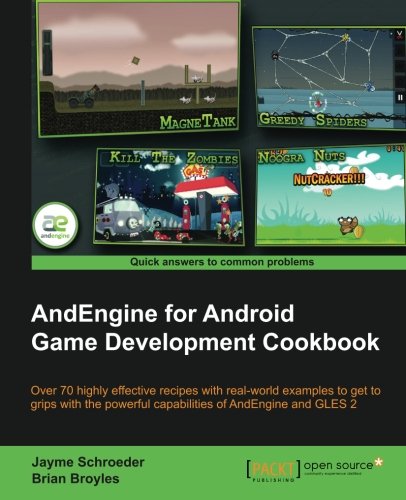 MAGNETANK
GREEDY SPIDERS
KILL THE ZOMBIES
NOOGRA NUTS
NUTCRACKER!!!
ae
andengine
Quick answers to common problems
AndEngine for Android
Game Development Cookbook
Over 70 highly effective recipes with real-world examples to get to
grips with the powerful capabilities of AndEngine and GLES 2
Jayme Schroeder
Brian Broyles
[PACKT] open source*
PUBLISHING community experience distilled